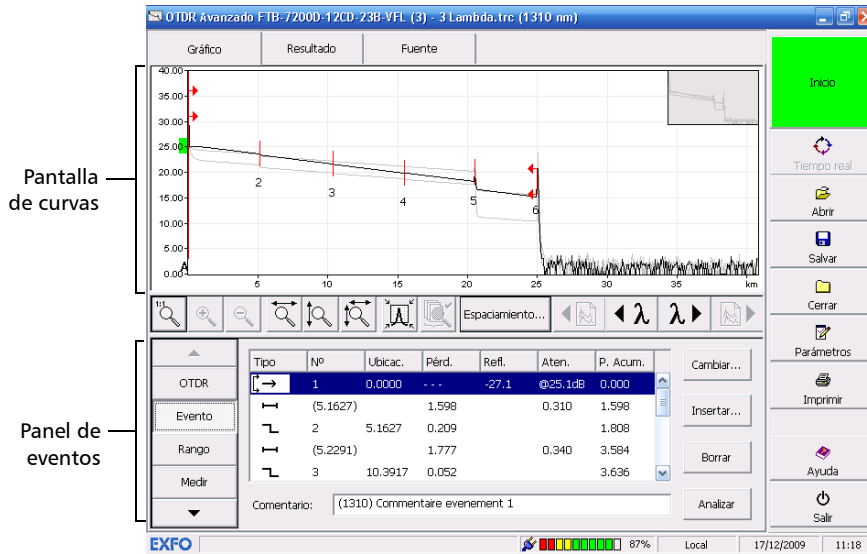 OTDR Avanzado FTB-7200D-12CD-23B-VFL (3) - 3 Lambda.trc (1310 nm)
Gráfico Resultado Fuente
40.00
35.00
30.00
25.00
20.00
15.00
10.00
5.00
0.00
A
2
3
4
5
6
5 10 15 20 25 30 35 km
Pantalla
de curvas
1:1 Espaciamiento... λ λ
Panel de
eventos
OTDR
Evento
Rango
Medir
Tipo Nº Ubicac. Pérd. Refl. Aten. P. Acum.
1 0.0000 --- -27.1 @25.1dB 0.000
(5.1627) 1.598 0.310 1.598
2 5.1627 0.209 1.808
(5.2291) 1.777 0.340 3.584
3 10.3917 0.052 3.636
Comentario: (1310) Commentaire evenement 1
Cambiar...
Insertar...
Borrar
Analizar
Inicio
Tiempo real
Abrir
Salvar
Cerrar
Parámetros
Imprimir
Ayuda
Salir
EXFO 87% Local 17/12/2009 11:18